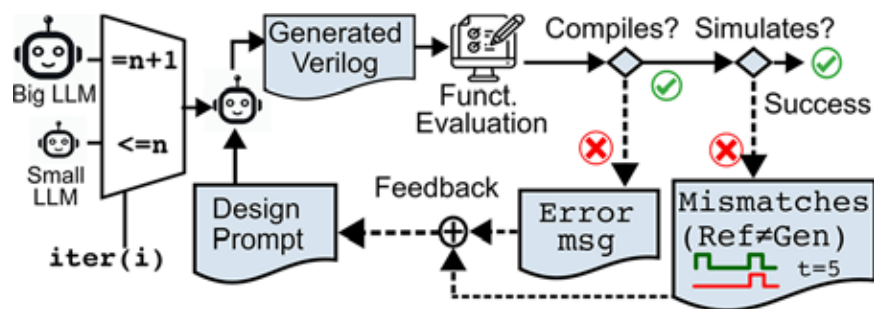 Big LLM
=n+1
Small
LLM
<=n
iter(i)
Generated
Verilog
Funct.
Evaluation
Compiles?
Simulates?
Success
Design
Prompt
Feedback
Error
msg
Mismatches
(Ref≠Gen)
t=5